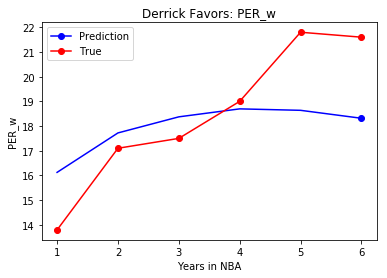 Derrick Favors: PER_w
Prediction
True
22
21
20
19
18
17
16
15
14
PER_w
1 2 3 4 5 6
Years in NBA